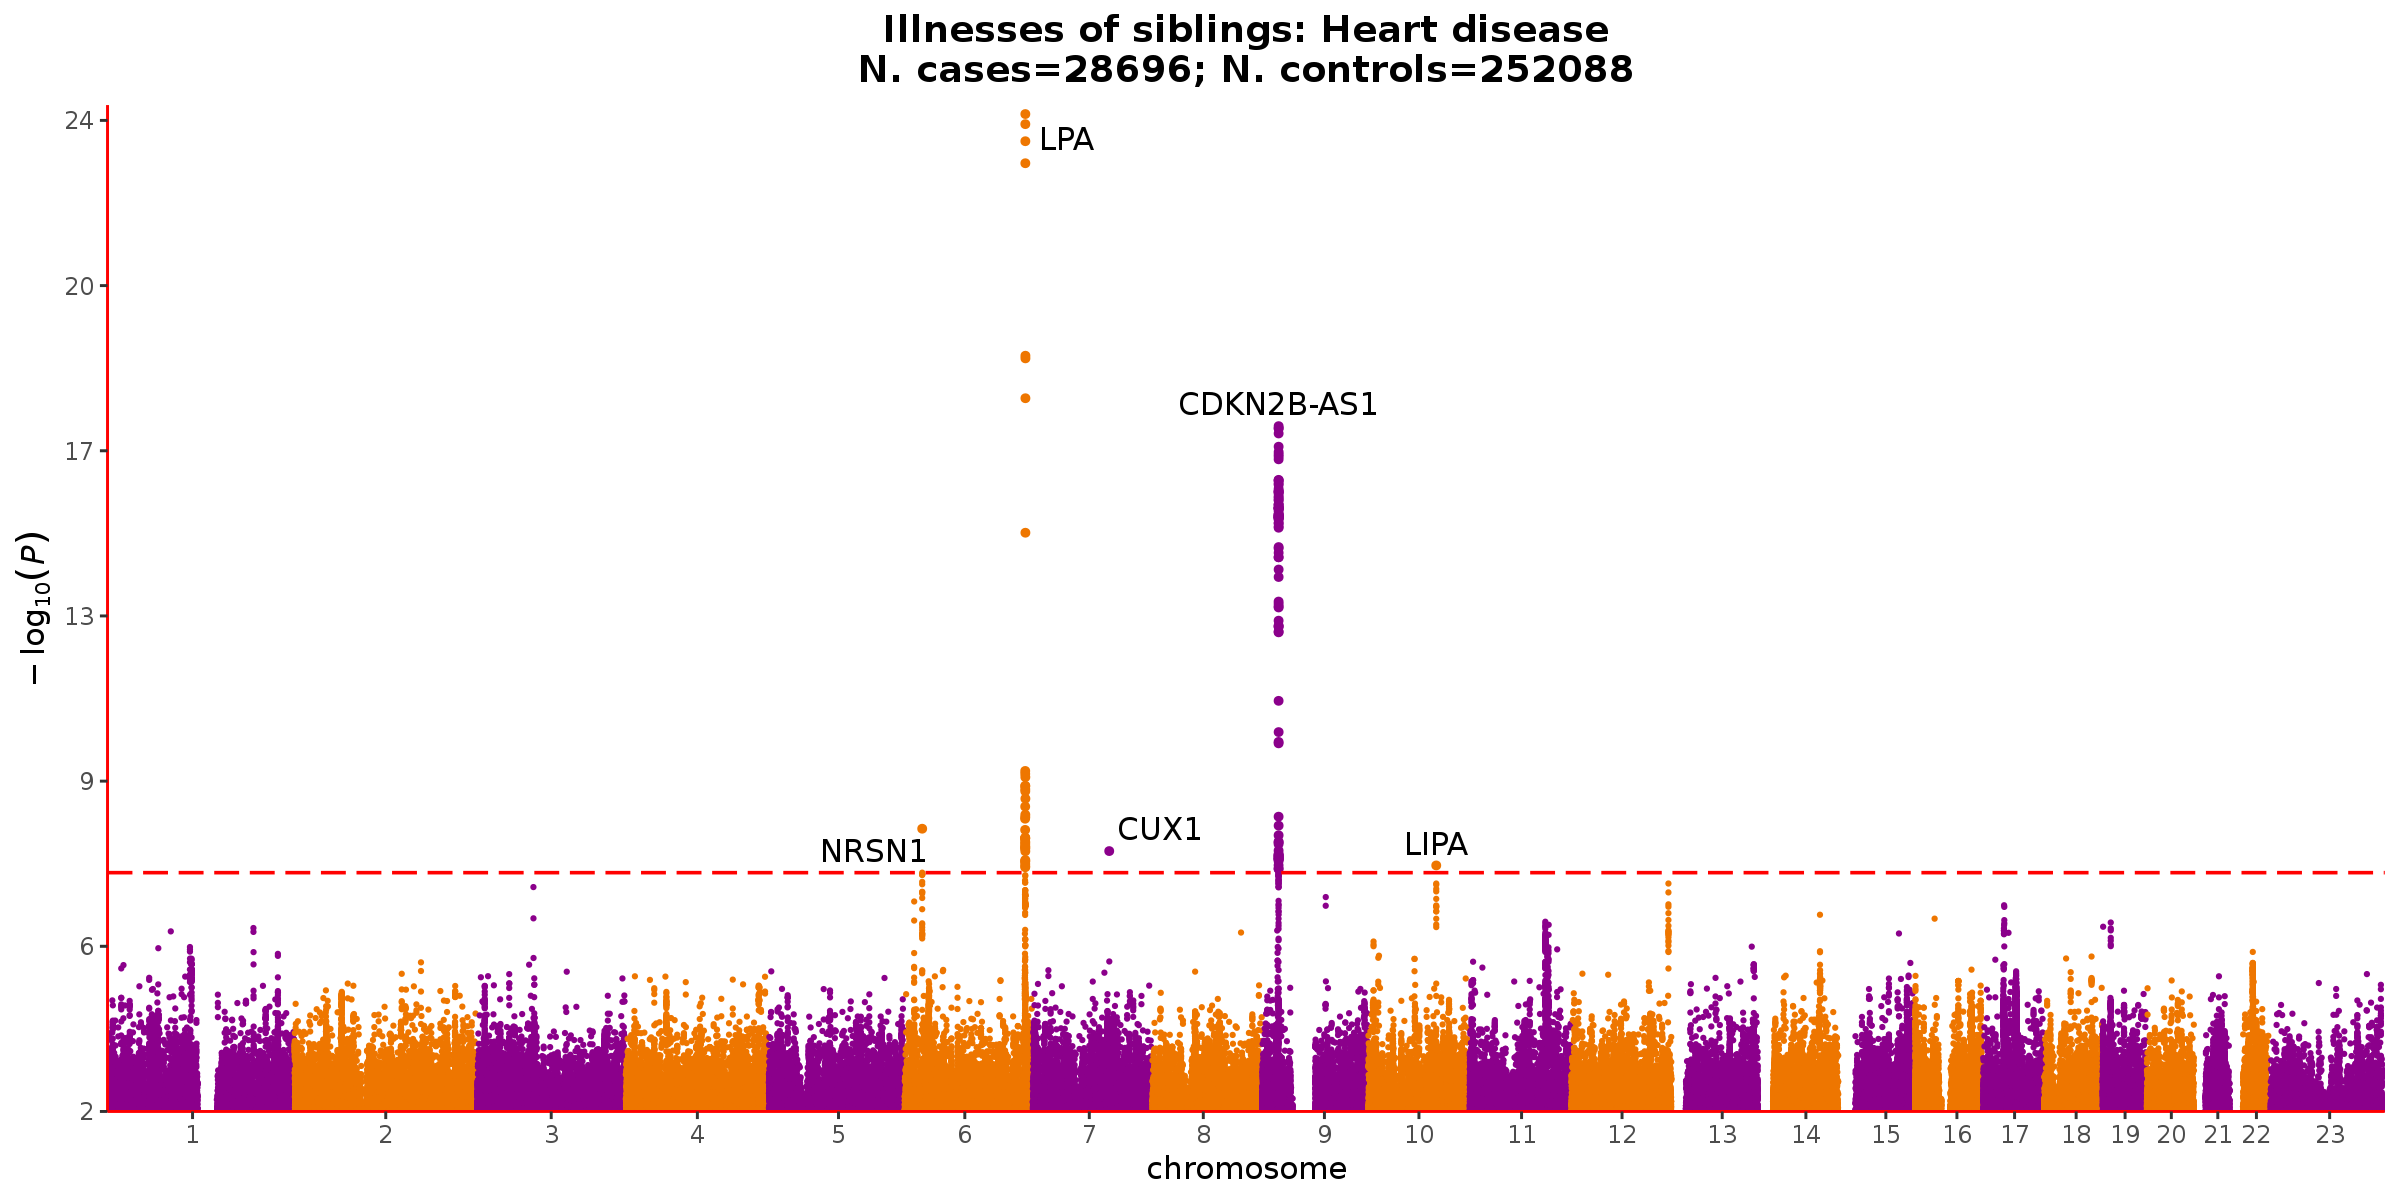 Illnesses of siblings: Heart disease
N. cases=28696; N. controls=252088
24
LPA
20
CDKN2B-AS1
17
−log10(P)
13
9
CUX1
NRSN1
LIPA
6
2
1 2 3 4 5 6 7 8 9 10 11 12 13 14 15 16 17 18 19 20 21 22 23
chromosome